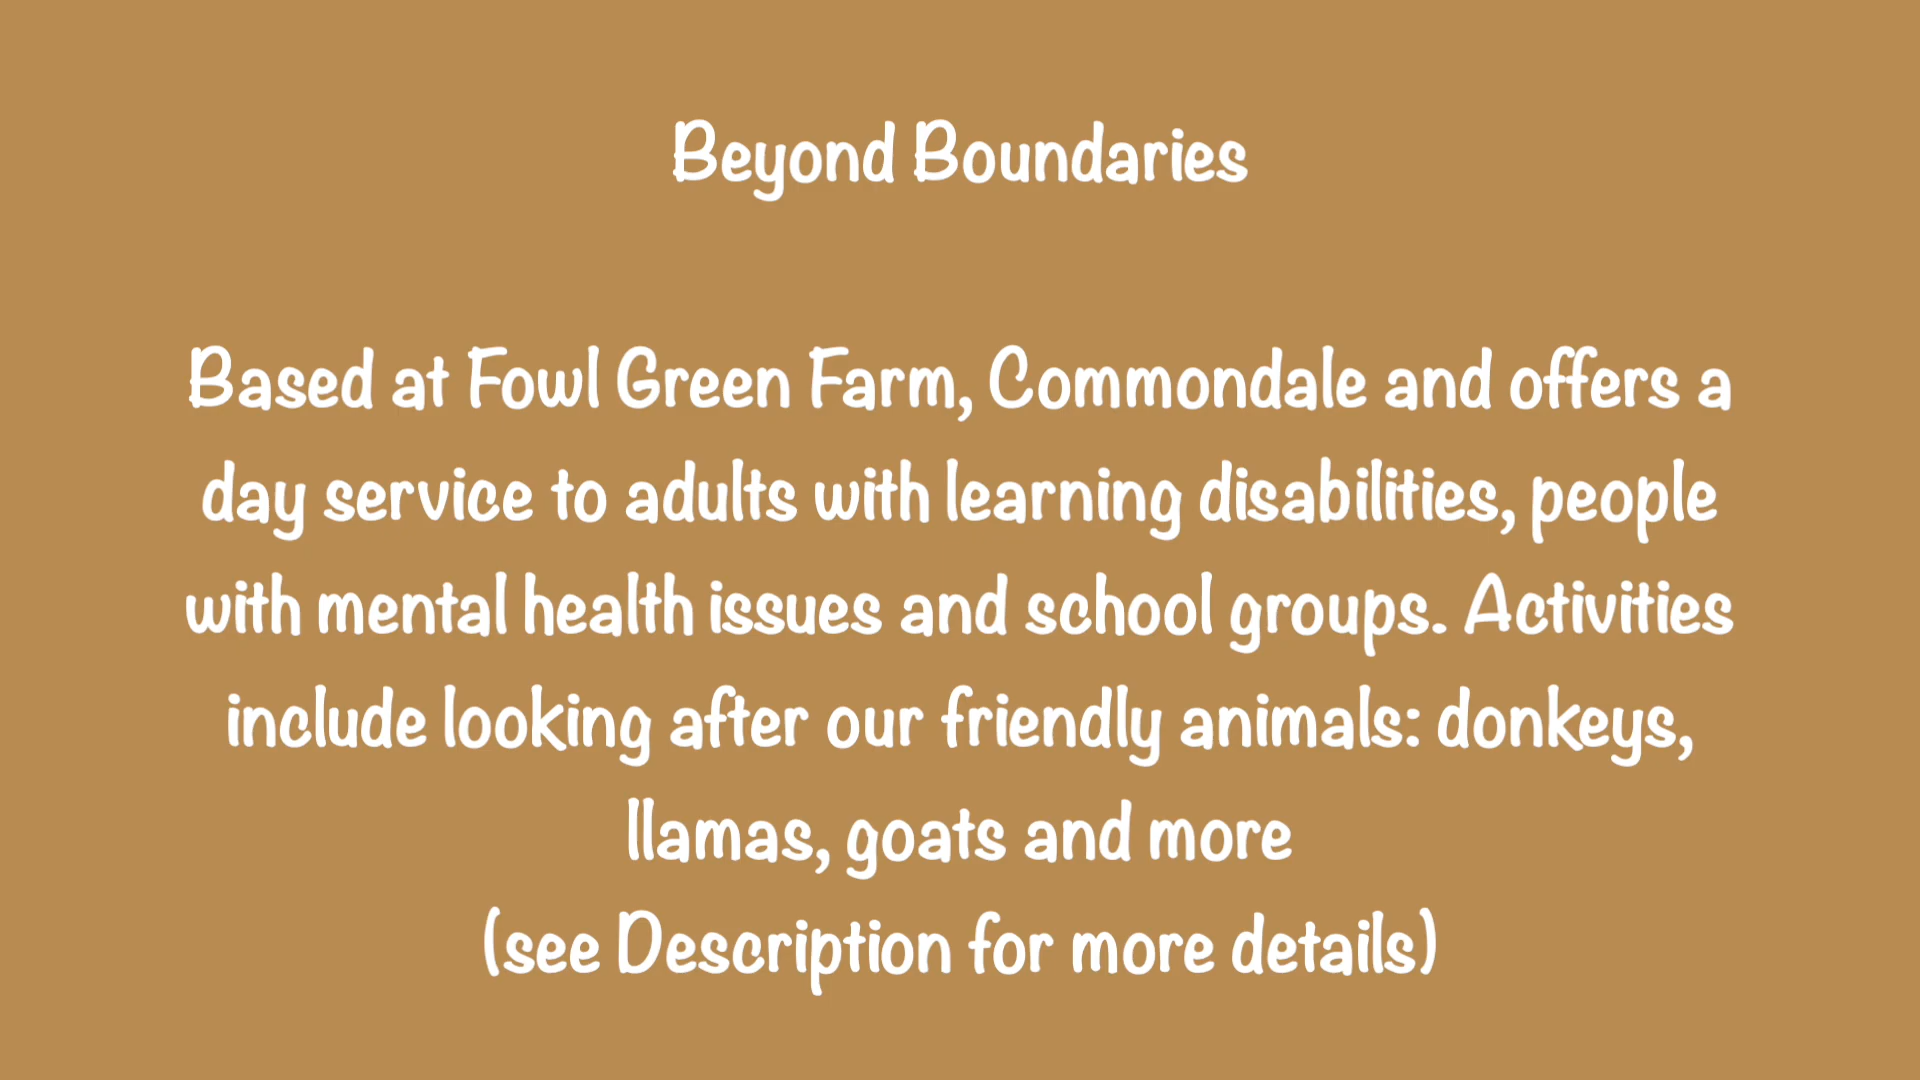 Beyond Boundaries
Based at Fowl Green Farm, Commondale and offers a
day service to adults with learning disabilities, people
with mental health issues and school groups. Activities
include looking after our friendly animals: donkeys,
llamas, goats and more
(see Description for more details)